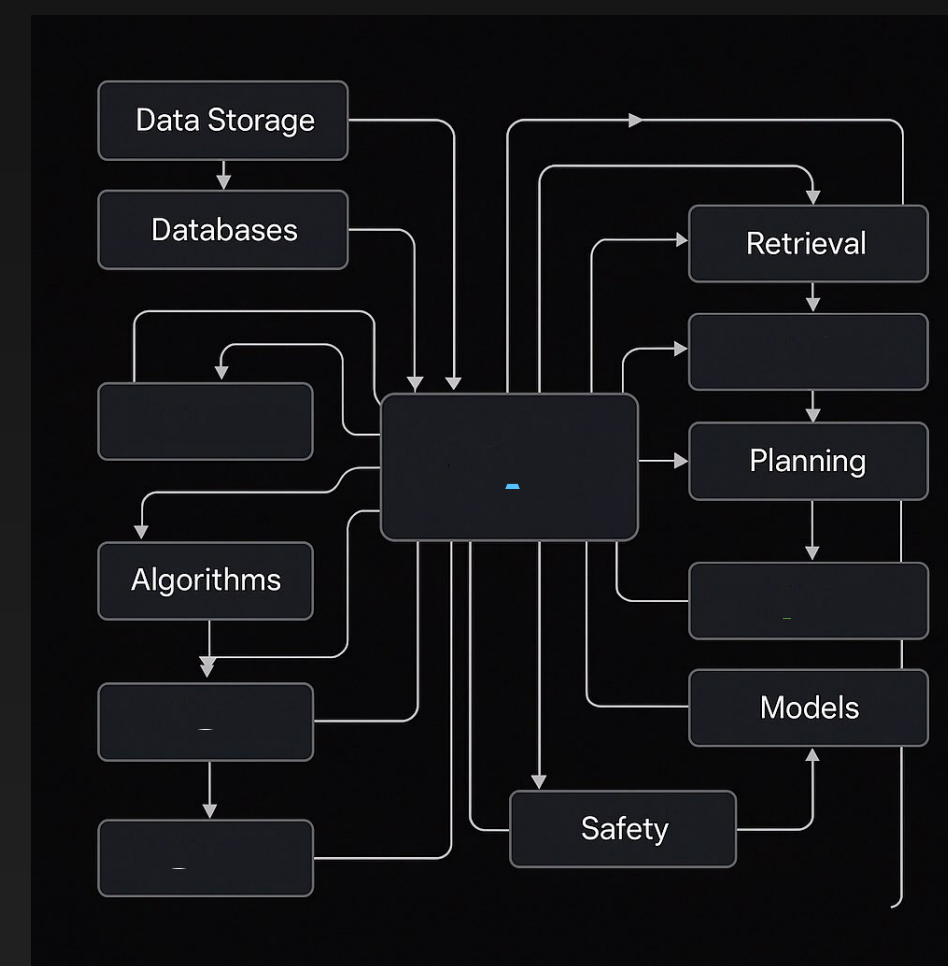 Data Storage
Databases
Retrieval
Planning
Algorithms
Models
Safety